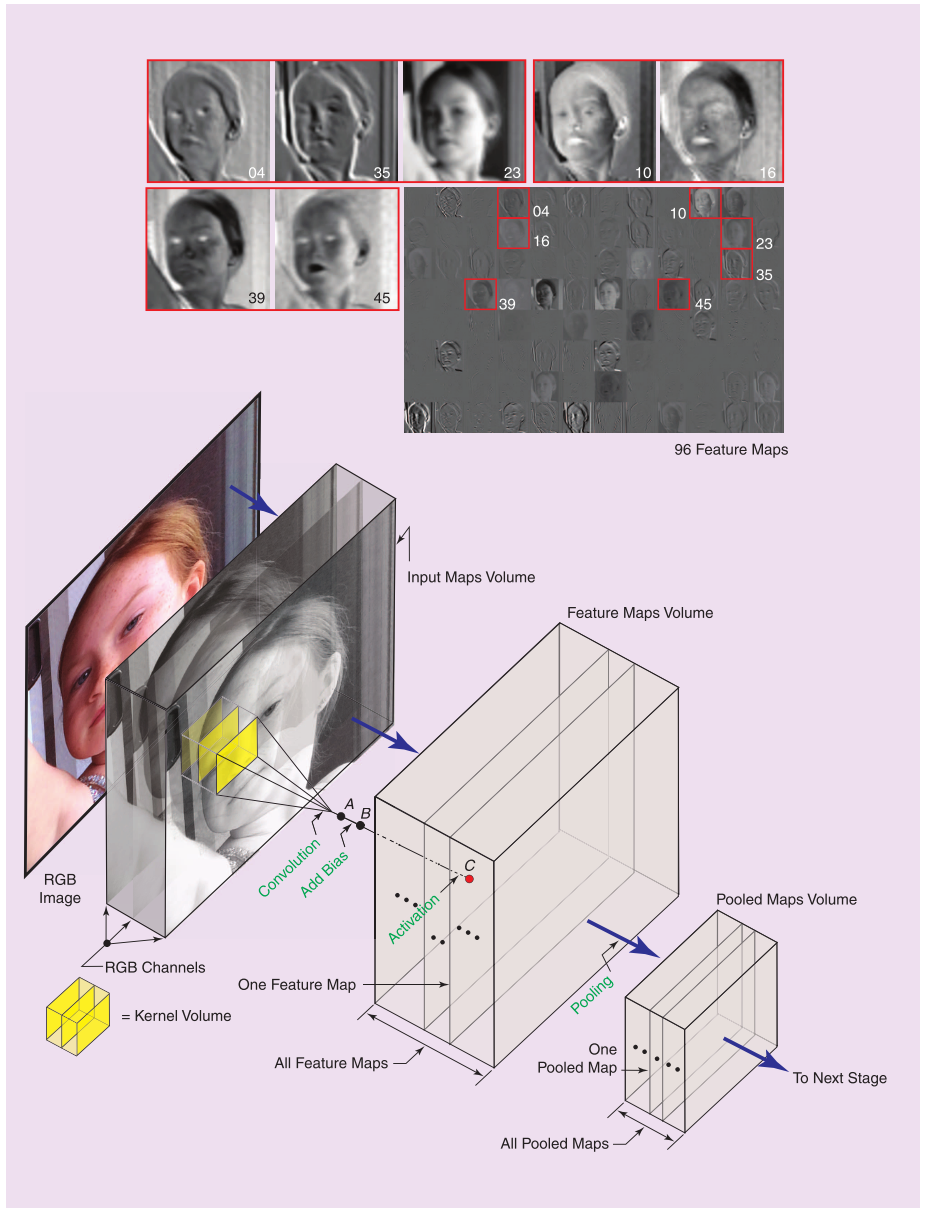 04
35
23
10
16
39
45
04
10
16
23
35
39
45
96 Feature Maps
Input Maps Volume
Feature Maps Volume
A
B
Convolution
Add Bias
C
Activation
RGB
Image
RGB Channels
= Kernel Volume
One Feature Map
All Feature Maps
Pooling
Pooled Maps Volume
One
Pooled Map
To Next Stage
All Pooled Maps